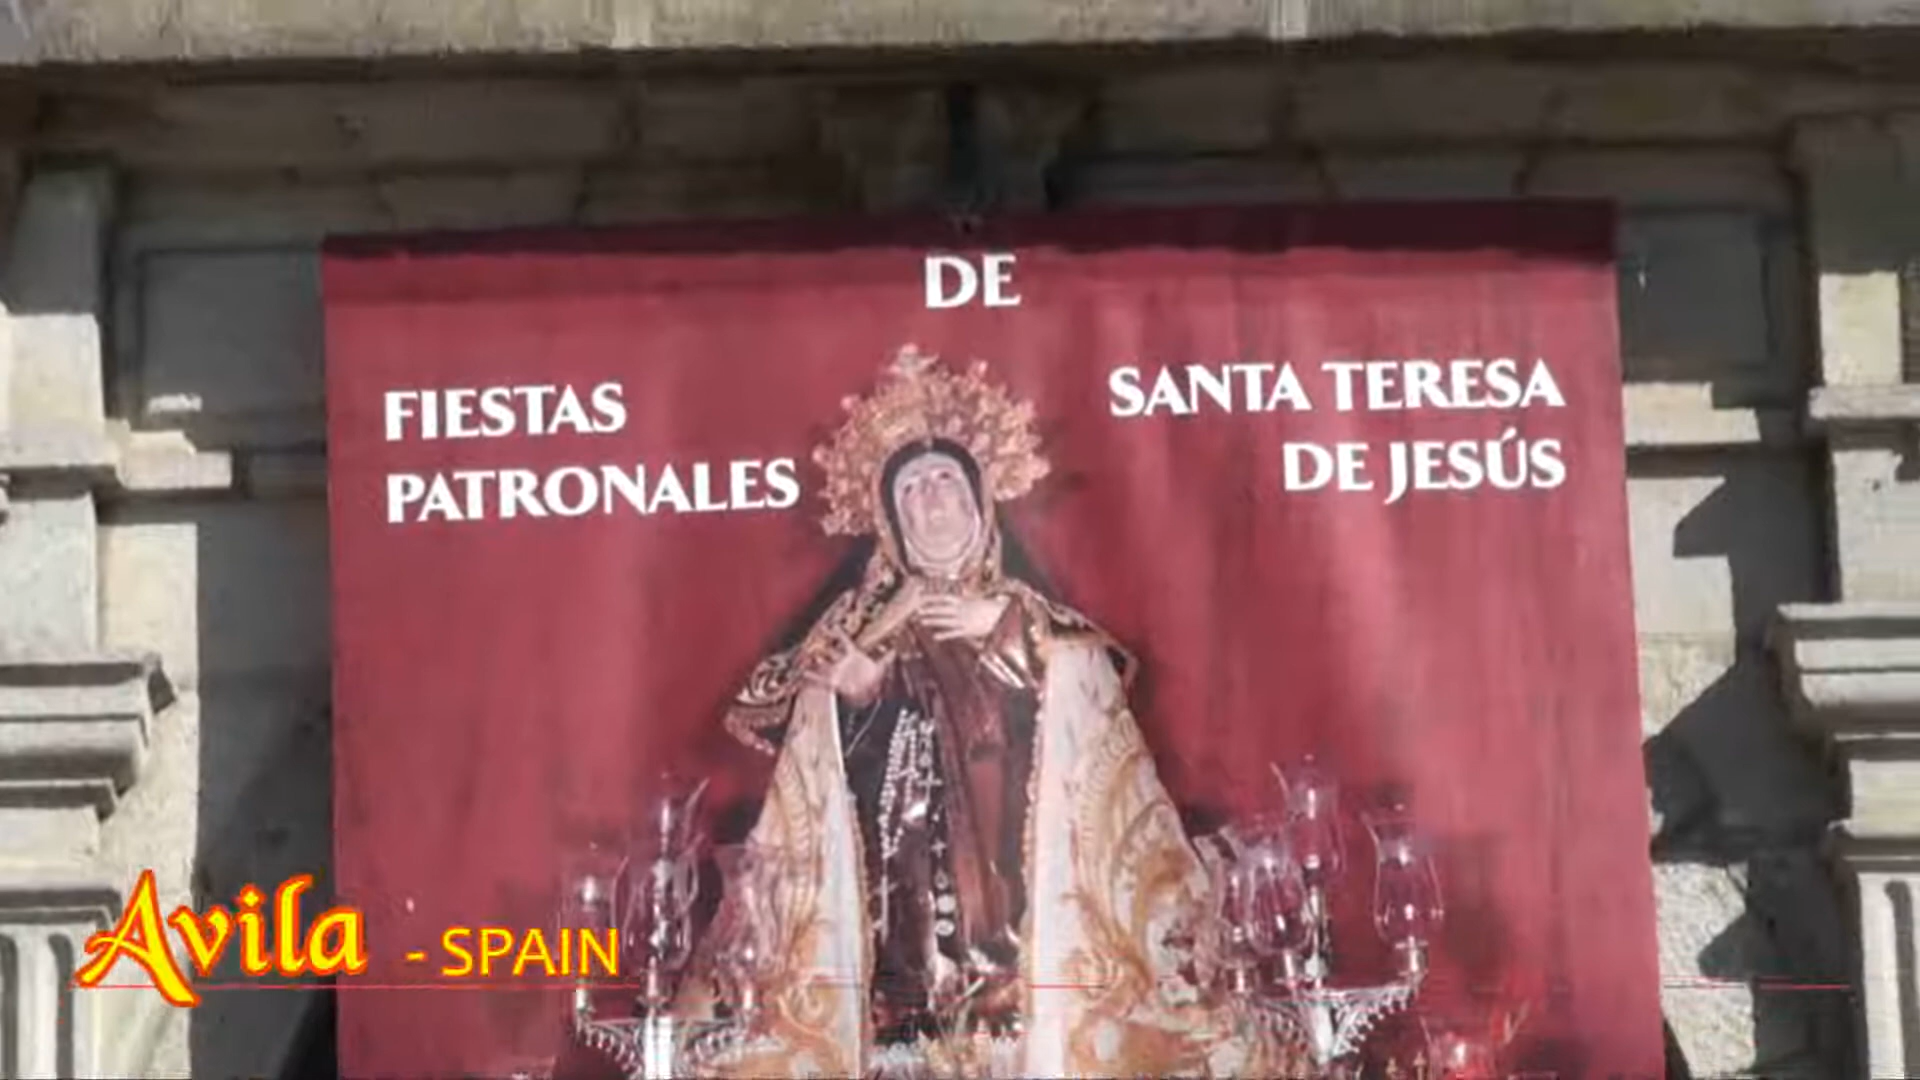 FIESTAS
PATRONALES
DE
SANTA TERESA
DE JESÚS
Avila - SPAIN